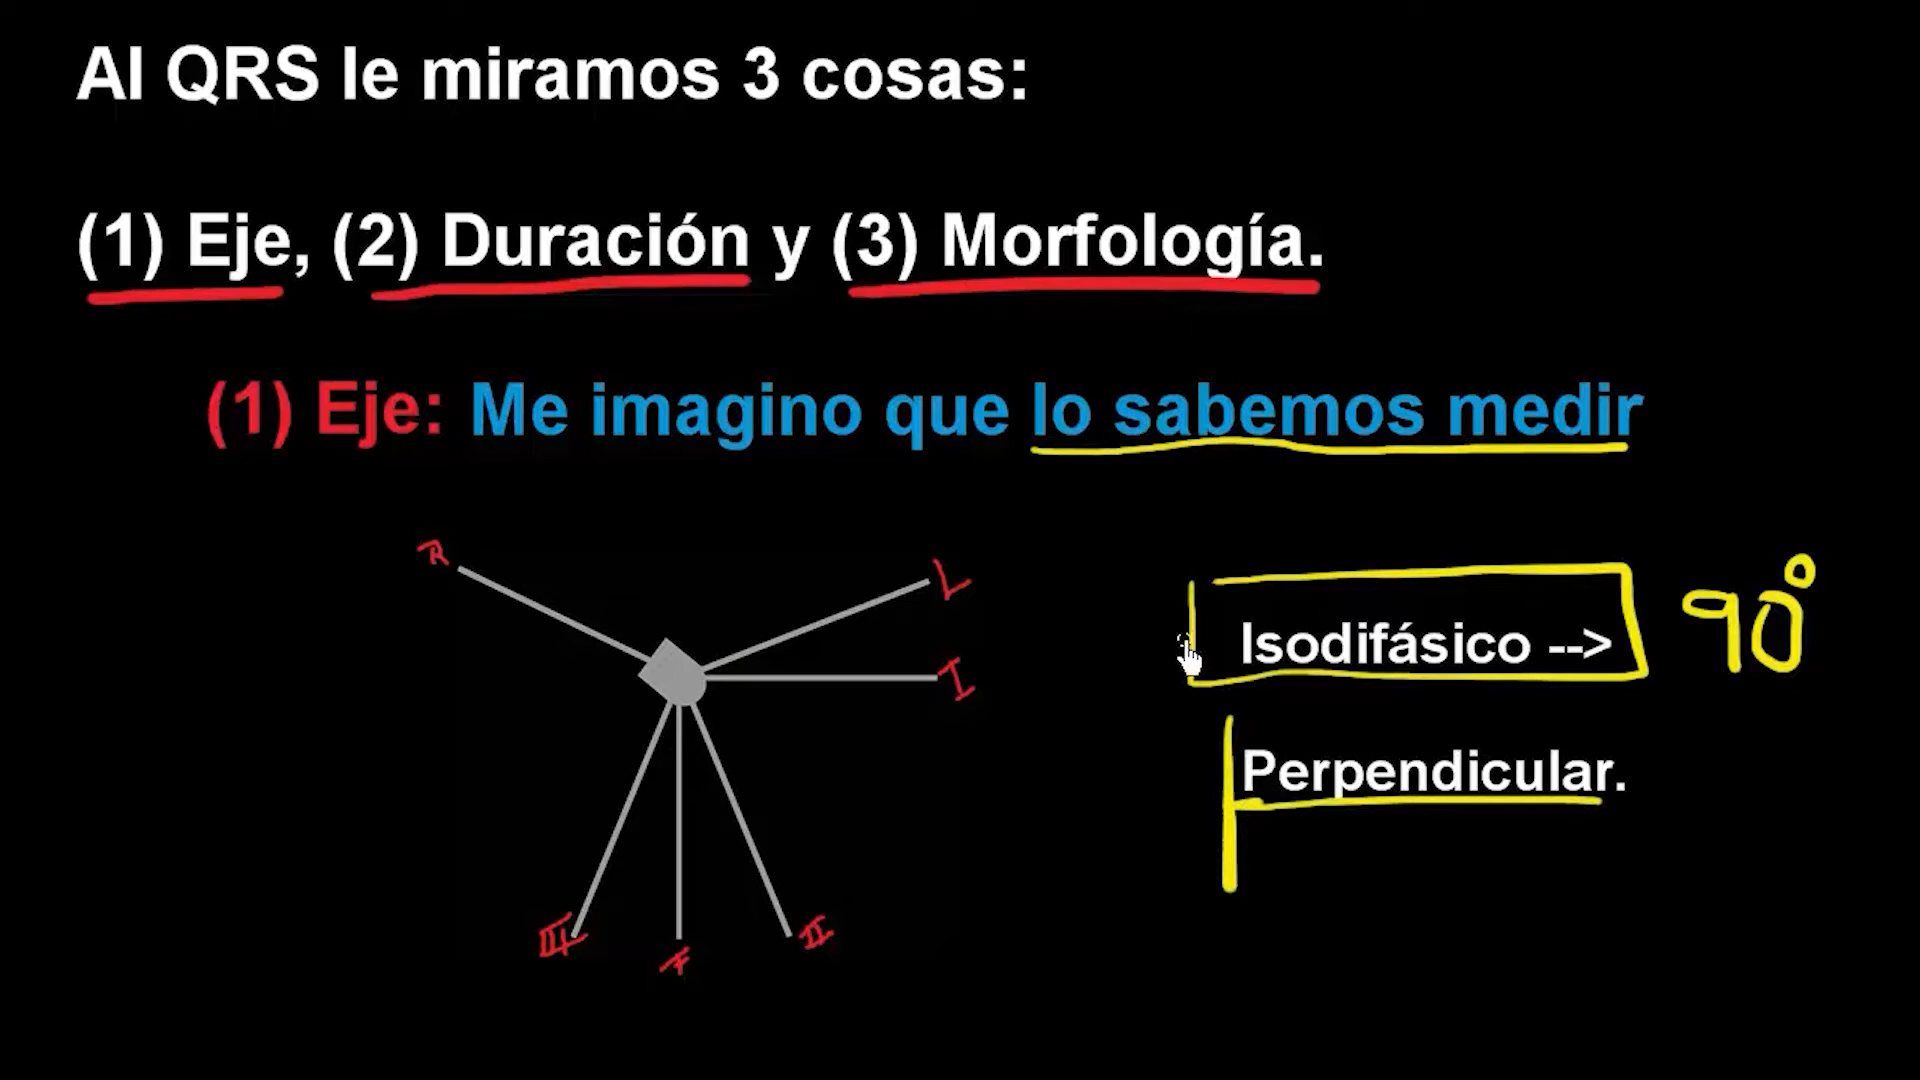 Al QRS le miramos 3 cosas:
(1) Eje, (2) Duración y (3) Morfología.
(1) Eje: Me imagino que lo sabemos medir
R
L
I
Isodifásico --> 90°
Perpendicular.
III
F
II